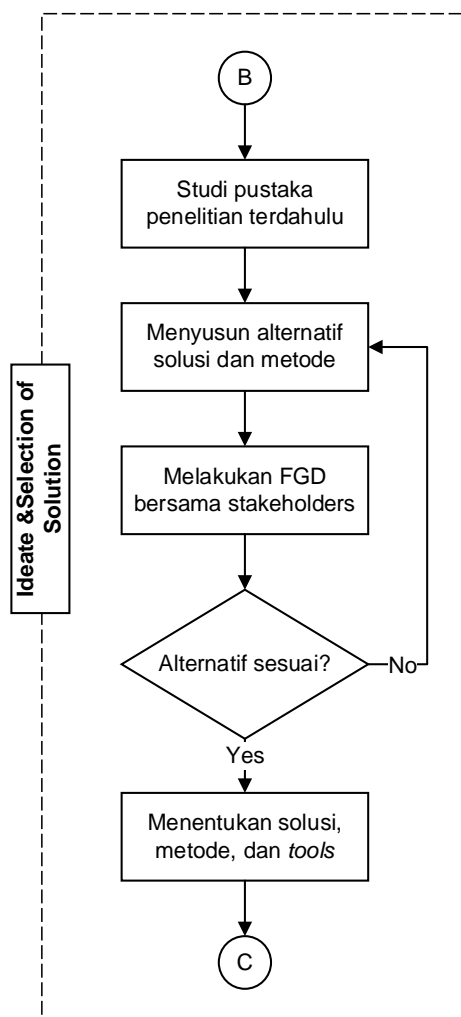 B
Studi pustaka
penelitian terdahulu
Menyusun alternatif
solusi dan metode
Ideate &Selection of
Solution
Melakukan FGD
bersama stakeholders
Alternatif sesuai?
No
Yes
Menentukan solusi,
metode, dan tools
C